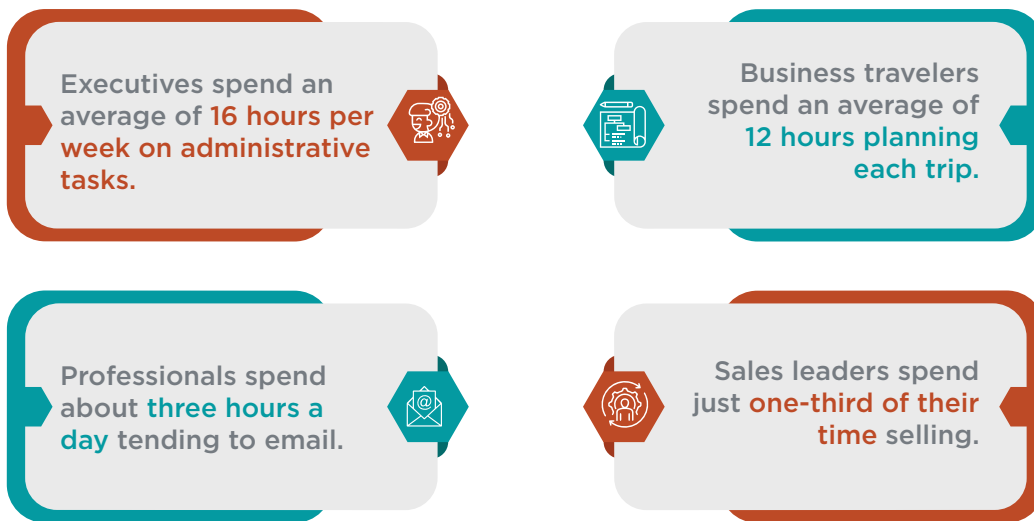 Executives spend an
average of 16 hours per
week on administrative
tasks.
Business travelers
spend an average of
12 hours planning
each trip.
Professionals spend
about three hours a
day tending to email.
Sales leaders spend
just one-third of their
time selling.